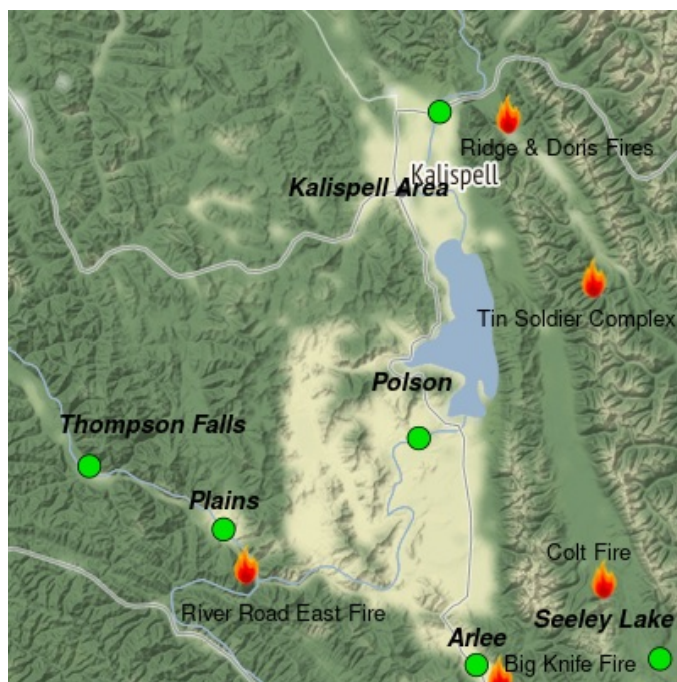 Ridge & Doris Fires
Kalispell
Kalispell Area
Tin Soldier Complex
Polson
Thompson Falls
Plains
Colt Fire
River Road East Fire
Seeley Lake
Arlee
Big Knife Fire